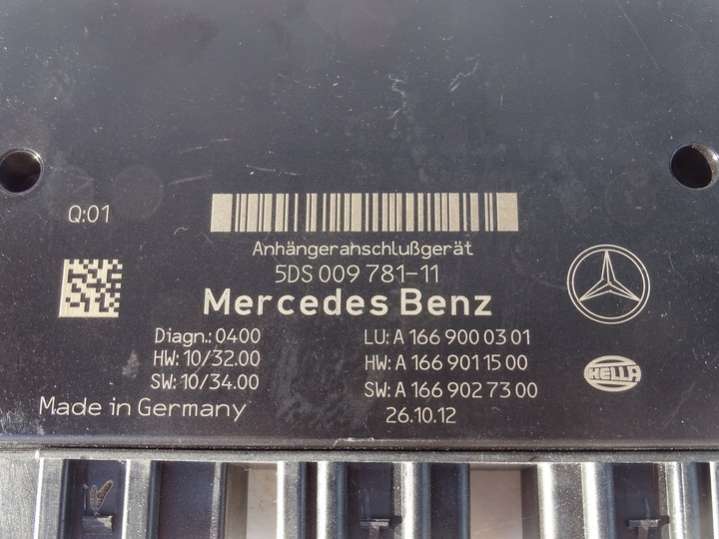 Q:01
Anhängerahschlußgerät
5DS 009 781-11
Mercedes Benz
Diagn.: 0400
HW: 10/32.00
SW: 10/34.00
LU: A 166 900 03 01
HW: A 166 901 15 00
SW: A 166 902 73 00
26.10.12
HELLA
Made in Germany